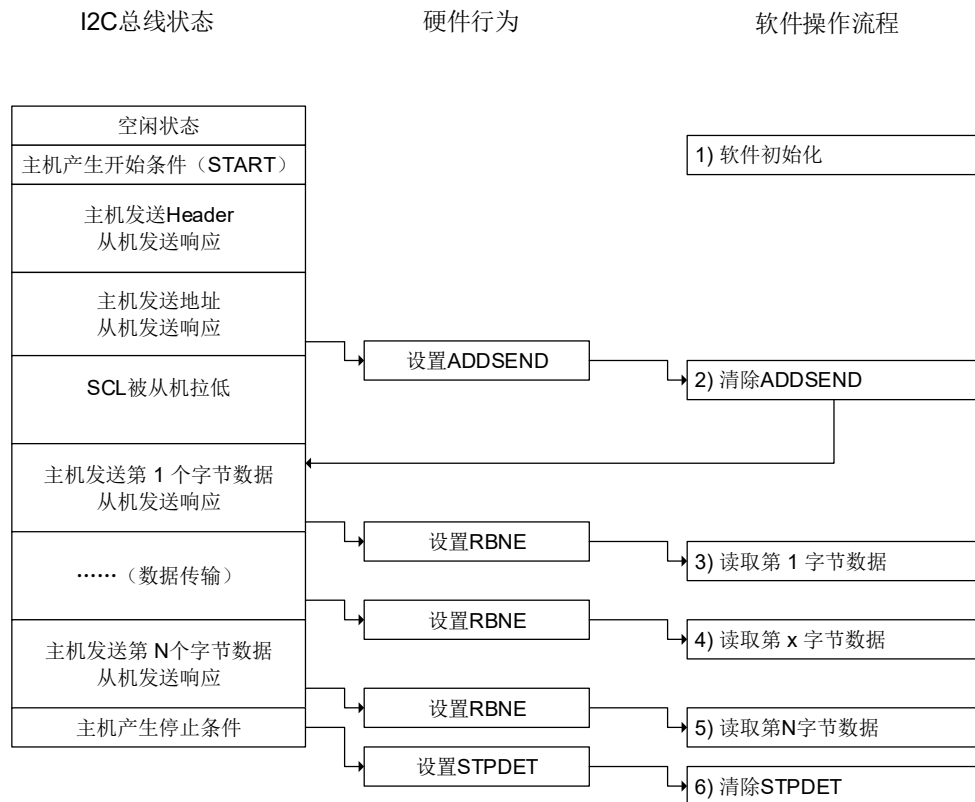 I2C总线状态
硬件行为
软件操作流程
空闲状态
主机产生开始条件（START）
1) 软件初始化
主机发送Header
从机发送响应
主机发送地址
从机发送响应
设置ADDSEND
2) 清除ADDSEND
SCL被从机拉低
主机发送第 1 个字节数据
从机发送响应
设置RBNE
3) 读取第 1 字节数据
……（数据传输）
设置RBNE
4) 读取第 x 字节数据
主机发送第 N个字节数据
从机发送响应
设置RBNE
5) 读取第N字节数据
主机产生停止条件
设置STPDET
6) 清除STPDET